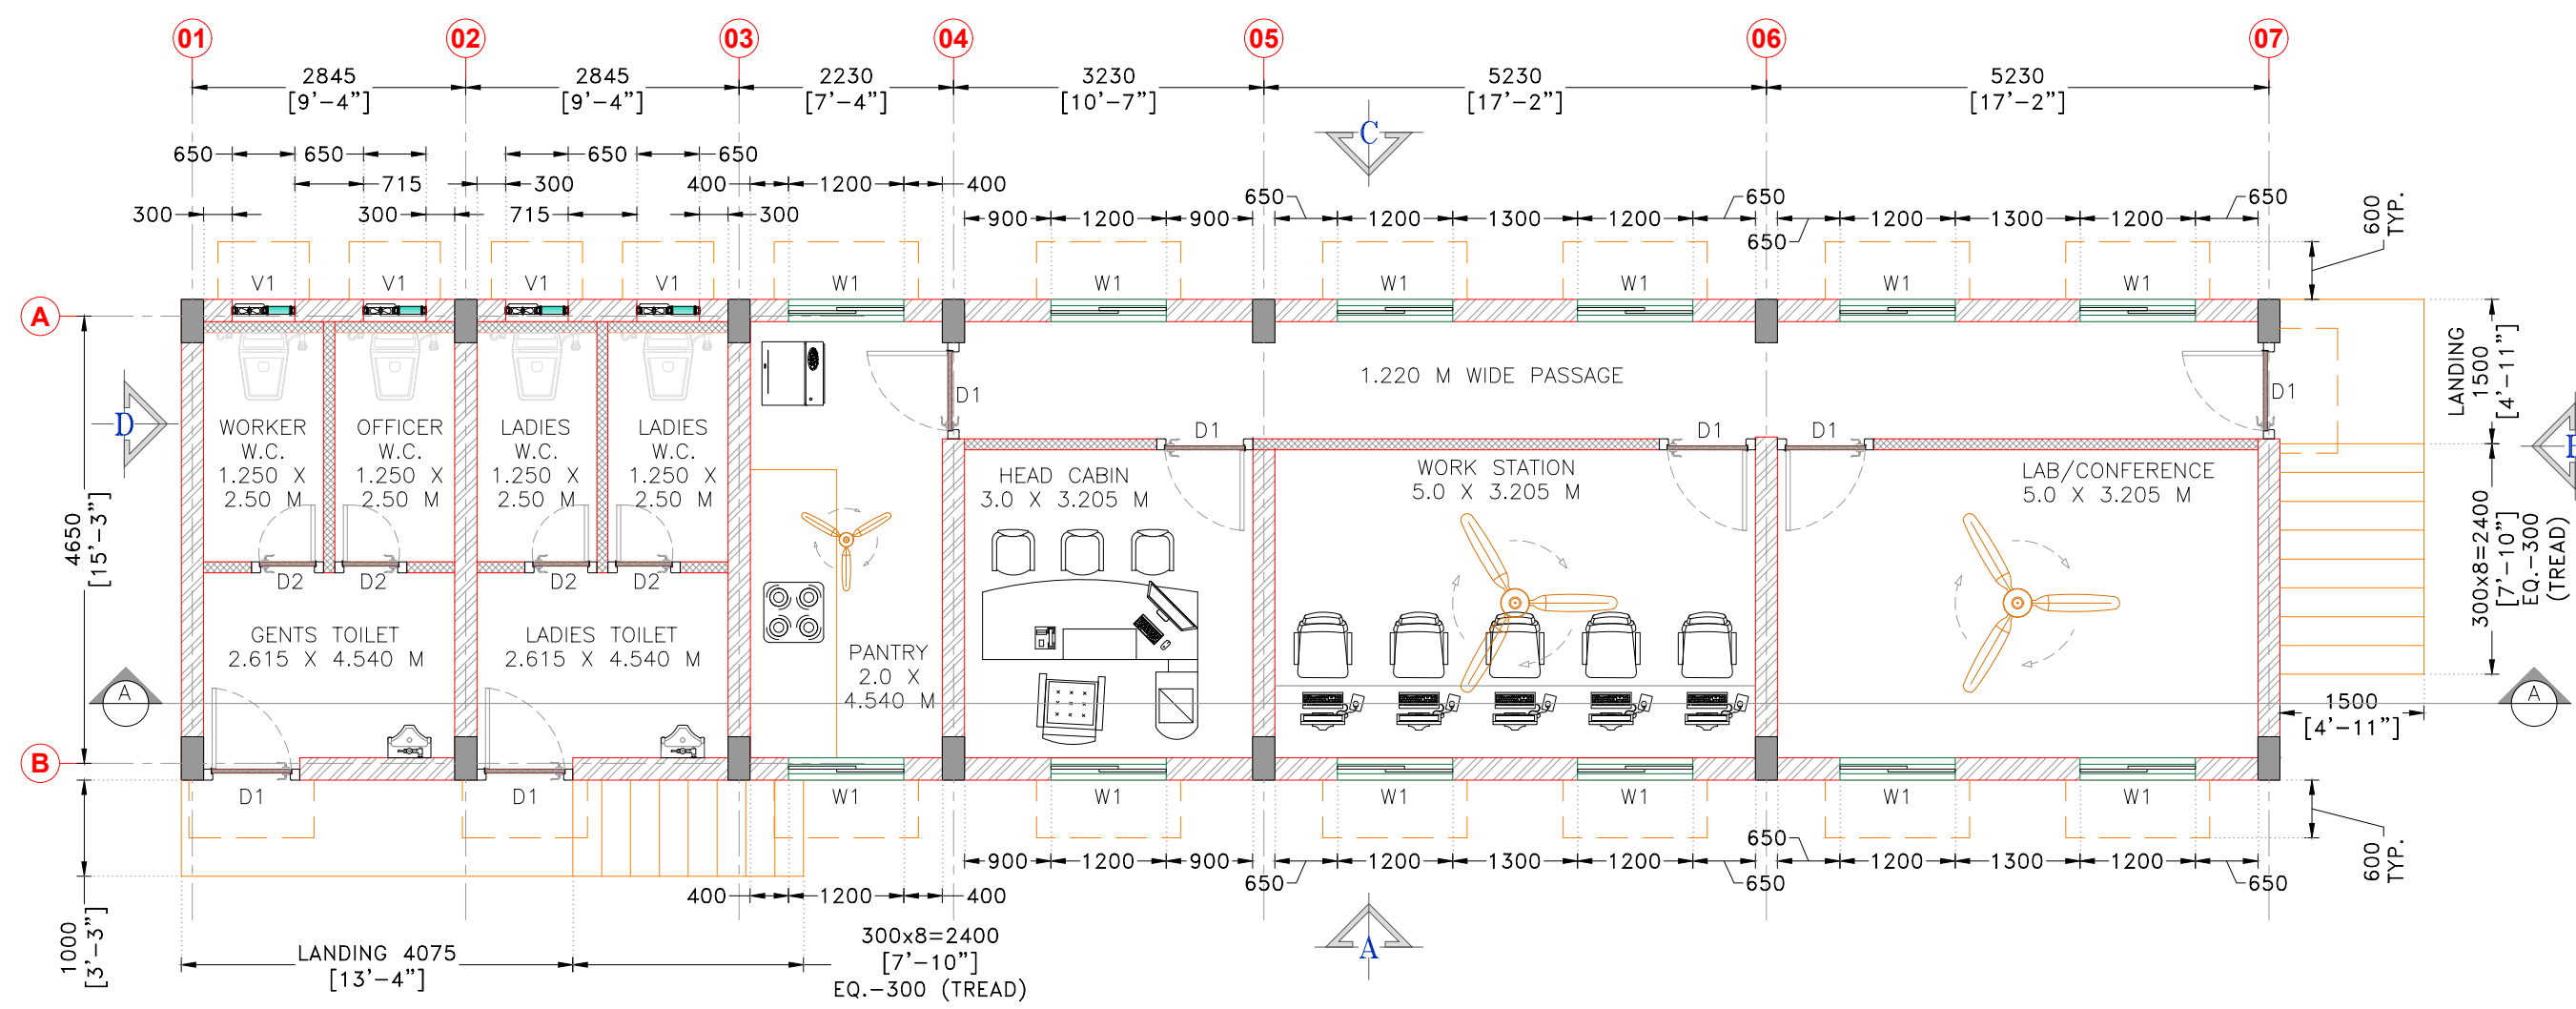 01 02 03 04 05 06 07
2845 2845 2230 3230 5230 5230
[9'-4"] [9'-4"] [7'-4"] [10'-7"] [17'-2"] [17'-2"]
C
650 650 650 650
715 300 400 1200 400
300 300 715 300
650 650 650
900 1200 900 1200 1300 1200 1200 1300 1200
650
600
TYP.
V1 V1 V1 V1 W1 W1 W1 W1 W1 W1
A
1.220 M WIDE PASSAGE
D1 D1
LANDING
1500
[4'-11"]
D
WORKER
W.C.
1.250 X
2.50 M
OFFICER
W.C.
1.250 X
2.50 M
LADIES
W.C.
1.250 X
2.50 M
LADIES
W.C.
1.250 X
2.50 M
D1 D1 D1
HEAD CABIN
3.0 X 3.205 M
WORK STATION
5.0 X 3.205 M
LAB/CONFERENCE
5.0 X 3.205 M
4650
[15'-3"]
300x8=2400
[7'-10"]
EQ.-300
(TREAD)
D2 D2 D2 D2
GENTS TOILET
2.615 X 4.540 M
LADIES TOILET
2.615 X 4.540 M
PANTRY
2.0 X
4.540 M
A A
1500
[4'-11"]
B
D1 D1 W1 W1 W1 W1 W1 W1
650
900 1200 900 1200 1300 1200 1200 1300 1200
650 650 650
600
TYP.
400 1200 400
1000
[3'-3"]
LANDING 4075
[13'-4"]
300x8=2400
[7'-10"]
EQ.-300 (TREAD)
A